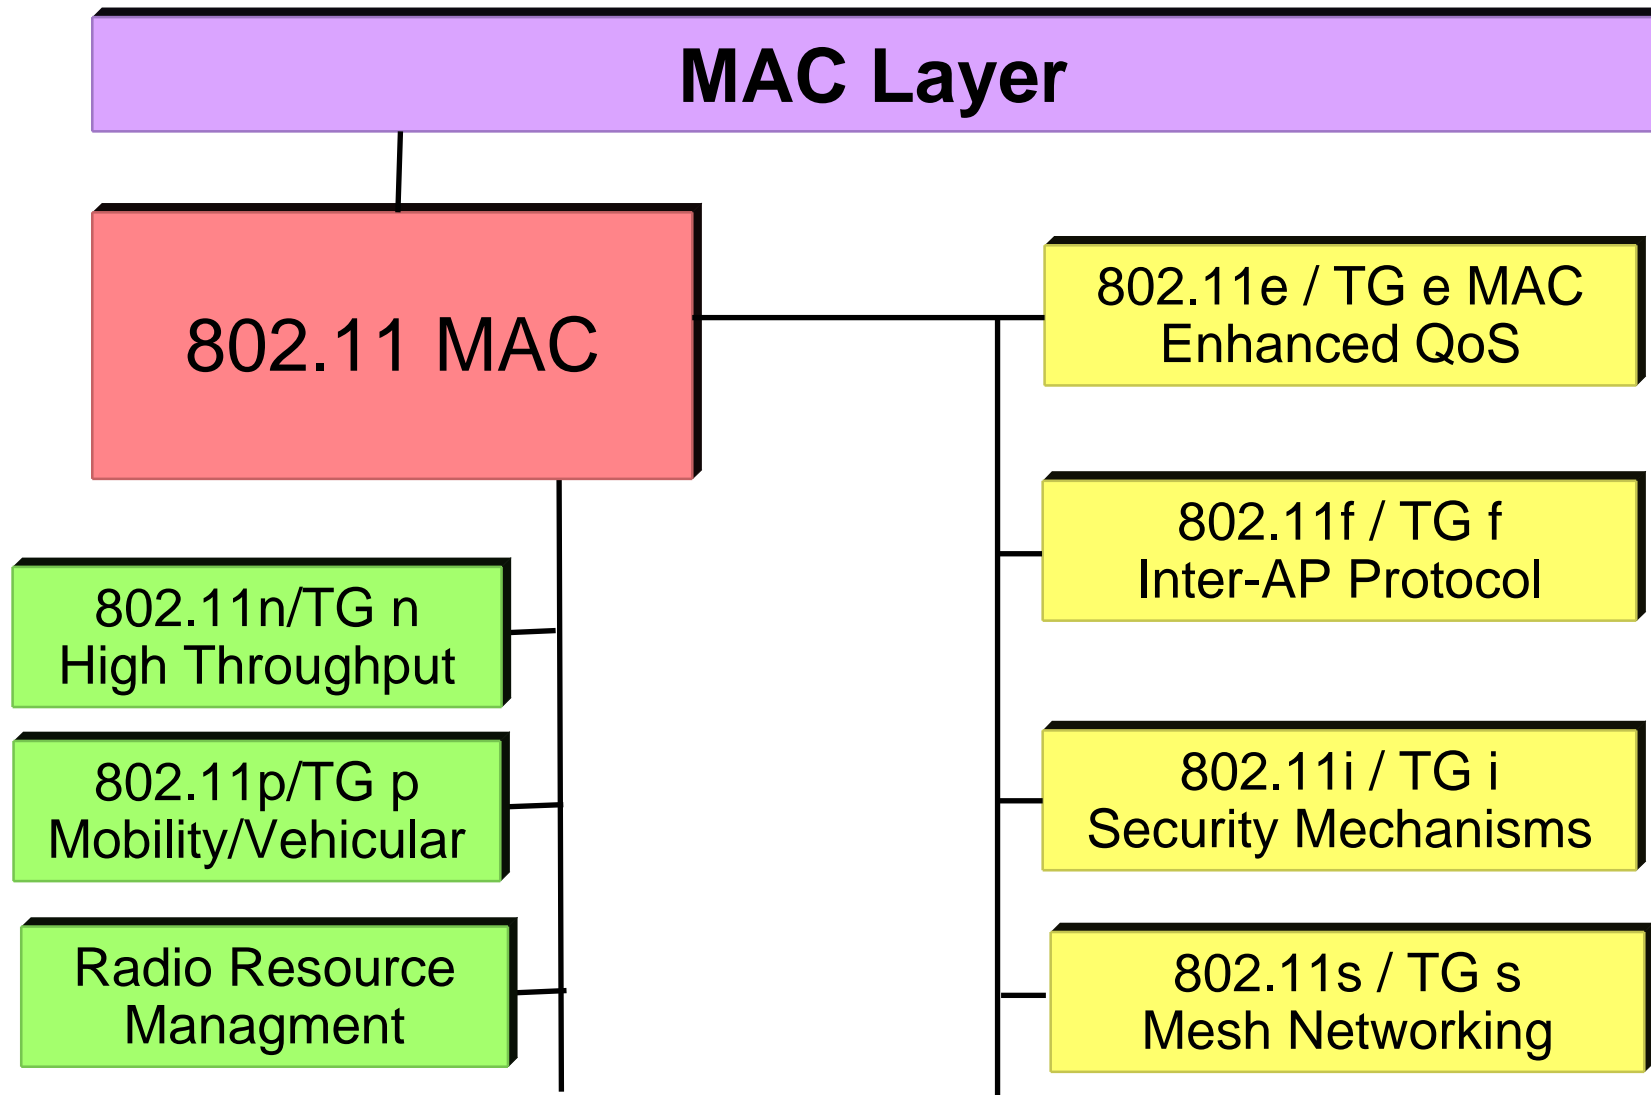 MAC Layer
802.11 MAC
802.11e / TG e MAC
Enhanced QoS
802.11f / TG f
Inter-AP Protocol
802.11n/TG n
High Throughput
802.11i / TG i
Security Mechanisms
802.11p/TG p
Mobility/Vehicular
802.11s / TG s
Mesh Networking
Radio Resource
Managment